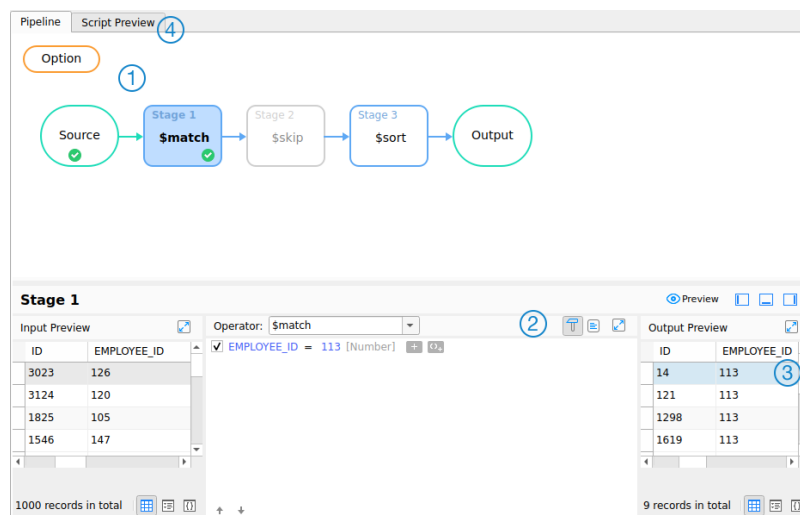 Pipeline
Script Preview
4
Option
1
Source
Stage 1
$match
Stage 2
$skip
Stage 3
$sort
Output
Stage 1
Preview
Input Preview
Operator: $match
2
Output Preview
ID EMPLOYEE_ID
3023 126
3124 120
1825 105
1546 147
EMPLOYEE_ID = 113 [Number]
ID EMPLOYEE_ID
14 113
3
121 113
1298 113
1619 113
1000 records in total
9 records in total